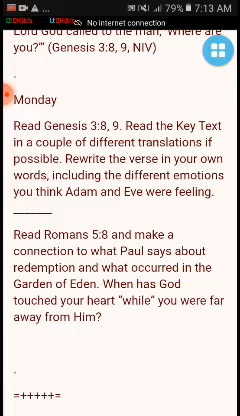 79% 7:13 AM
0:0KB/s U:0KB/s No internet connection
Lord God called to the man, "Where are
you?'" (Genesis 3:8, 9, NIV)
.
Monday
Read Genesis 3:8, 9. Read the Key Text
in a couple of different translations if
possible. Rewrite the verse in your own
words, including the different emotions
you think Adam and Eve were feeling.
_______
Read Romans 5:8 and make a
connection to what Paul says about
redemption and what occurred in the
Garden of Eden. When has God
touched your heart "while" you were far
away from Him?
.
=+++++=